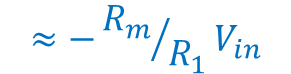 ≈ − R_m/R_1 V_in